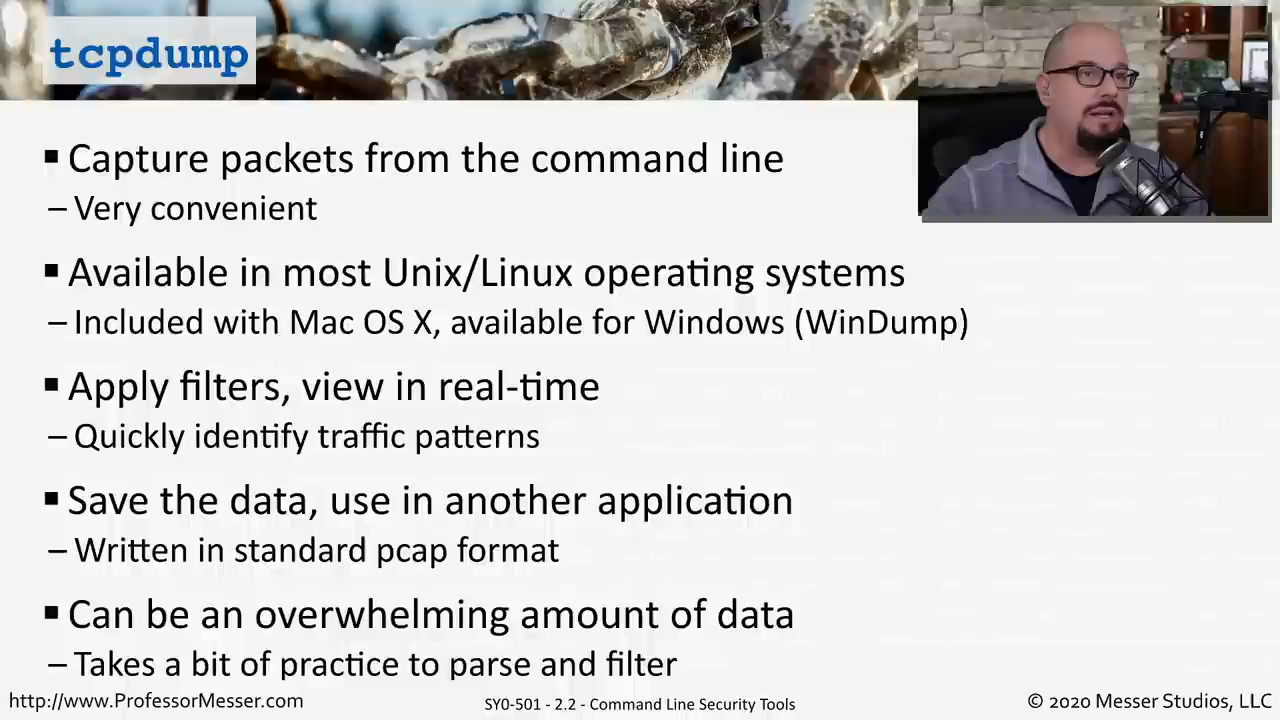 tcpdump
▪ Capture packets from the command line
– Very convenient
▪ Available in most Unix/Linux operating systems
– Included with Mac OS X, available for Windows (WinDump)
▪ Apply filters, view in real-time
– Quickly identify traffic patterns
▪ Save the data, use in another application
– Written in standard pcap format
▪ Can be an overwhelming amount of data
– Takes a bit of practice to parse and filter
http://www.ProfessorMesser.com
SY0-501 - 2.2 - Command Line Security Tools
© 2020 Messer Studios, LLC